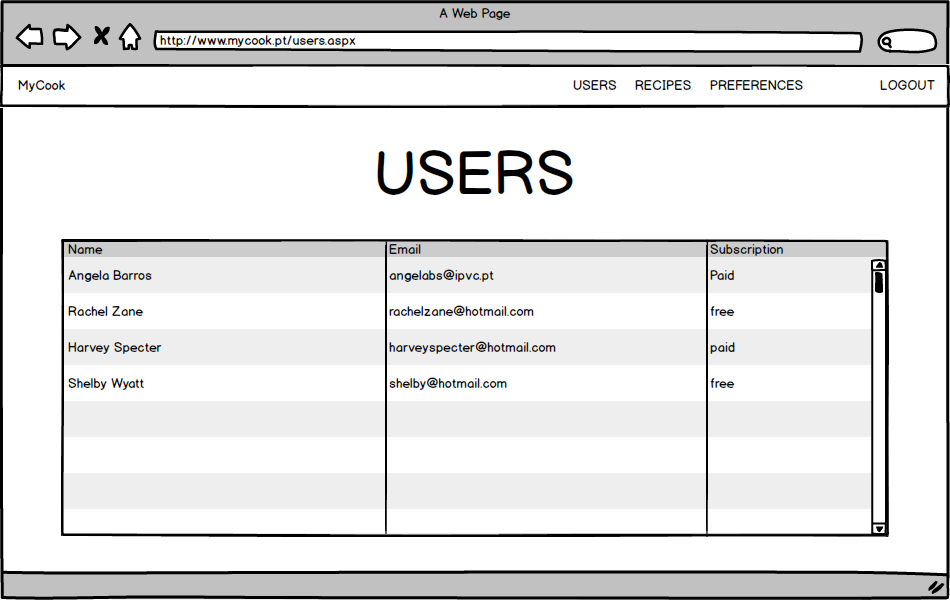 A Web Page
http://www.mycook.pt/users.aspx
MyCook USERS RECIPES PREFERENCES LOGOUT
USERS
Name Email Subscription
Angela Barros angelabs@ipvc.pt Paid
Rachel Zane rachelzane@hotmail.com free
Harvey Specter harveyspecter@hotmail.com paid
Shelby Wyatt shelby@hotmail.com free